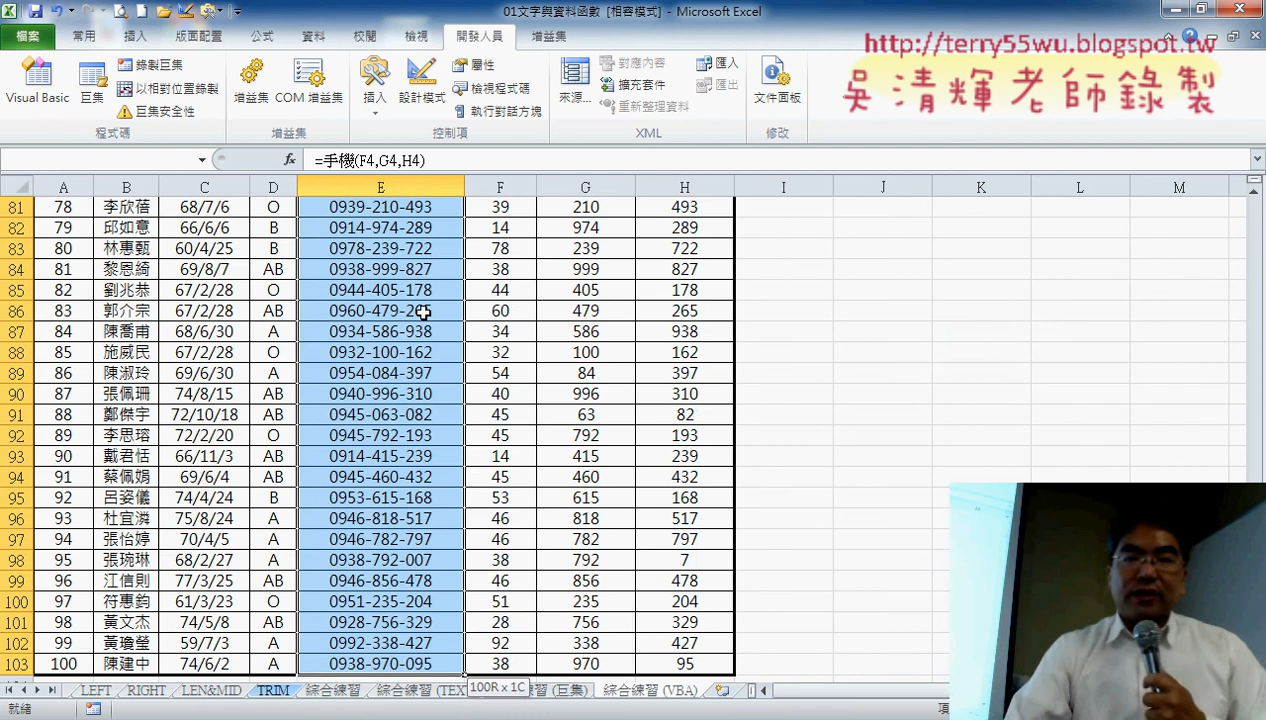 01文字與資料函數 [相容模式] - Microsoft Excel
http://terry55wu.blogspot.tw
吳清輝老師錄製
檔案 常用 插入 版面配置 公式 資料 校閱 檢視 開發人員 增益集
Visual Basic 巨集 錄製巨集 以相對位置錄製 巨集安全性 增益集 COM 增益集 插入 設計模式 屬性 檢視程式碼 執行對話方塊 來源... 對應內容 擴充套件 重新整理資料 匯入 匯出 文件面板
程式碼 增益集 控制項 XML 修改
fx =手機(F4,G4,H4)
A B C D E F G H I J K L M
81 78 李欣蓓 68/7/6 O 0939-210-493 39 210 493
82 79 邱如意 66/6/6 B 0914-974-289 14 974 289
83 80 林惠甄 60/4/25 B 0978-239-722 78 239 722
84 81 黎恩綺 69/8/7 AB 0938-999-827 38 999 827
85 82 劉兆恭 67/2/28 O 0944-405-178 44 405 178
86 83 郭介宗 67/2/28 AB 0960-479-265 60 479 265
87 84 陳喬甫 68/6/30 A 0934-586-938 34 586 938
88 85 施威民 67/2/28 O 0932-100-162 32 100 162
89 86 陳淑玲 69/6/30 A 0954-084-397 54 84 397
90 87 張佩珊 74/8/15 AB 0940-996-310 40 996 310
91 88 鄭傑宇 72/10/18 AB 0945-063-082 45 63 82
92 89 李思瑢 72/2/20 O 0945-792-193 45 792 193
93 90 戴君恬 66/11/3 AB 0914-415-239 14 415 239
94 91 蔡佩娟 69/6/4 AB 0945-460-432 45 460 432
95 92 呂姿儀 74/4/24 B 0953-615-168 53 615 168
96 93 杜宜潾 75/8/24 A 0946-818-517 46 818 517
97 94 張怡婷 70/4/5 A 0946-782-797 46 782 797
98 95 張琬琳 68/2/27 A 0938-792-007 38 792 7
99 96 江信則 77/3/25 AB 0946-856-478 46 856 478
100 97 符惠鈞 61/3/23 O 0951-235-204 51 235 204
101 98 黃文杰 74/5/8 AB 0928-756-329 28 756 329
102 99 黃瓊瑩 59/7/3 A 0992-338-427 92 338 427
103 100 陳建中 74/6/2 A 0938-970-095 38 970 95
100R x 1C
LEFT RIGHT LEN&MID TRIM 綜合練習 綜合練習 (TEX 練習 (巨集) 綜合練習 (VBA)
就緒 項